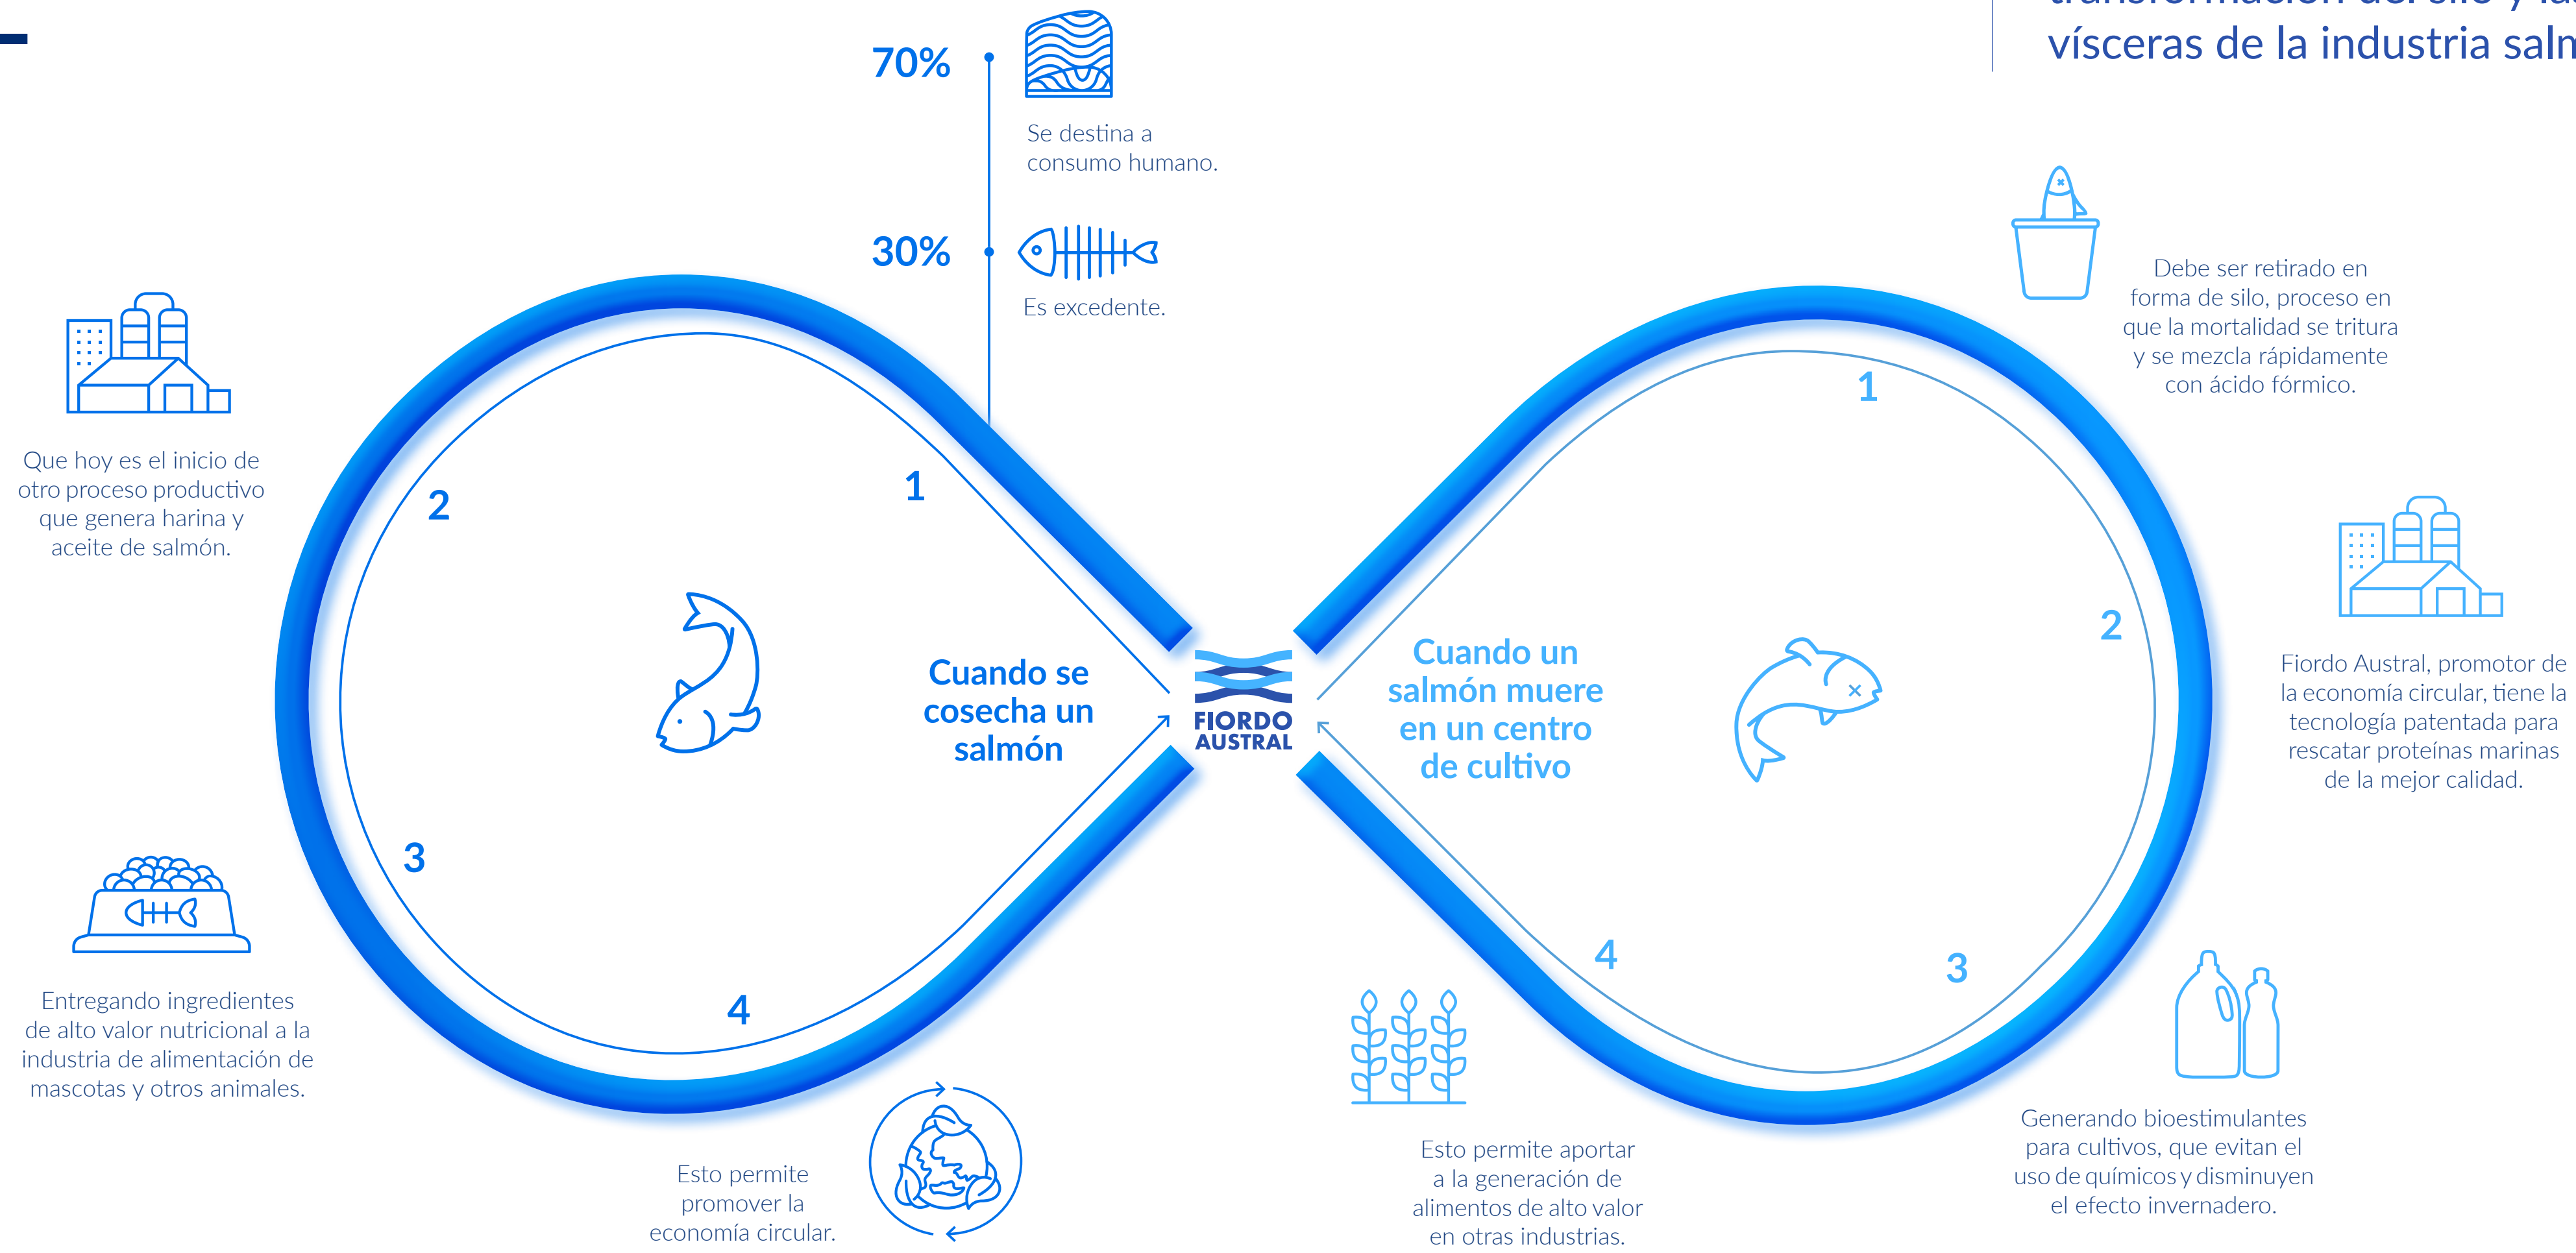 vísceras de la industria
70%
Se destina a
consumo humano.
30%
Es excedente.
Que hoy es el inicio de
otro proceso productivo
que genera harina y
aceite de salmón.
Entregando ingredientes
de alto valor nutricional a la
industria de alimentación de
mascotas y otros animales.
Esto permite
promover la
economía circular.
1
2
3
4
Cuando se
cosecha un
salmón
FIORDO
AUSTRAL
Cuando un
salmón muere
en un centro
de cultivo
1
2
3
4
Debe ser retirado en
forma de silo, proceso en
que la mortalidad se tritura
y se mezcla rápidamente
con ácido fórmico.
Fiordo Austral, promotor de
la economía circular, tiene la
tecnología patentada para
rescatar proteínas marinas
de la mejor calidad.
Generando bioestimulantes
para cultivos, que evitan el
uso de químicos y disminuyen
el efecto invernadero.
Esto permite aportar
a la generación de
alimentos de alto valor
en otras industrias.